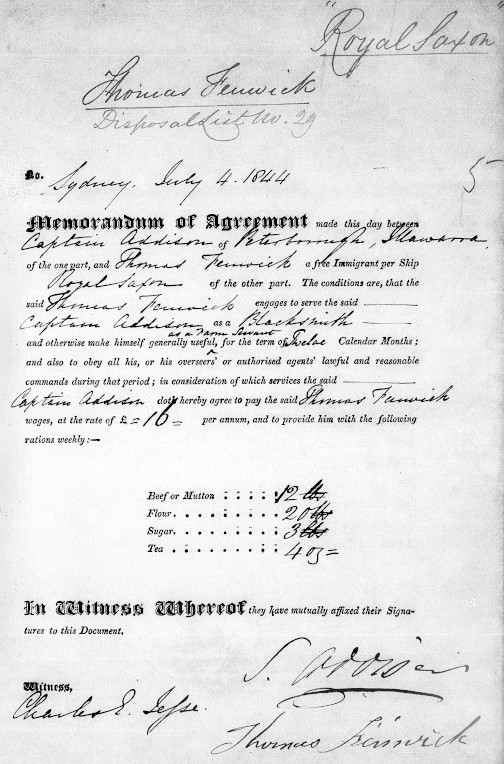 "Royal Saxon"
Thomas Fenwick
Disposal List No. 29
5
No.
Sydney, July 4. 1844
Memorandum of Agreement made this day between
Captain Addison of Peterborough, Illawarra,
of the one part, and Thomas Fenwick a free Immigrant per Ship
Royal Saxon of the other part. The conditions are, that the
said Thomas Fenwick engages to serve the said
Captain Addison as a Blacksmith
as a Farm Servant
and otherwise make himself generally useful, for the term of Twelve Calendar Months;
and also to obey all his, or his overseers' or authorised agents' lawful and reasonable
commands during that period; in consideration of which services the said
Captain Addison doth hereby agree to pay the said Thomas Fenwick
wages, at the rate of £=16= per annum, and to provide him with the following
rations weekly:—
Beef or Mutton : : : : : 12 lbs
Flour. . . . . . . . . 20 lbs
Sugar. . . . . . . . . 3 lbs
Tea . . . . . . . . . 4 oz=
In Witness Whereof they have mutually affixed their Signa-
tures to this Document.
S. Addison
Witness,
Charles E. Jesse.
Thomas Fenwick